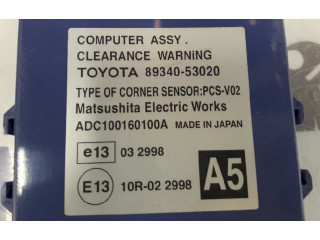 COMPUTER ASSY.
CLEARANCE WARNING
TOYOTA 89340-53020
TYPE OF CORNER SENSOR:PCS-V02
Matsushita Electric Works
ADC100160100A MADE IN JAPAN
e13 03 2998
E13 10R-02 2998
A5